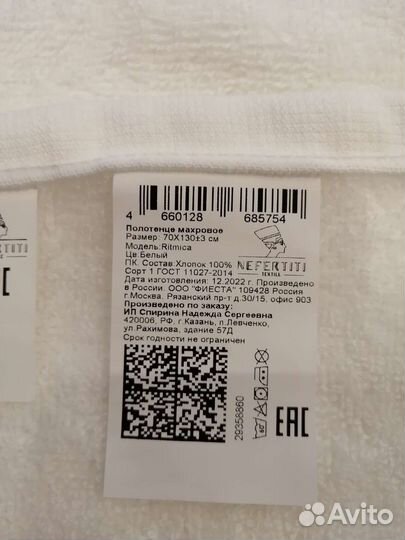 4 660128 685754
Полотенце махровое
Размер: 70X130±3 см
Модель:Ritmica
Цв.Белый
ПК. Состав:Хлопок 100%
Сорт 1 ГОСТ 11027-2014
NEFERTITI
TEXTILE
Дата изготовления 12.2022 г. Произведено
в России. ООО "ФИЕСТА" 109428 Россия
г Москва. Рязанский пр-т д.30/15. офис 903
Произведено по заказу:
ИП Спирина Надежда Сергеевна
420006, РФ, г.Казань, п.Левченко,
ул.Рахимова, здание 57Д
Срок годности не ограничен
29358860
EAC
Avito